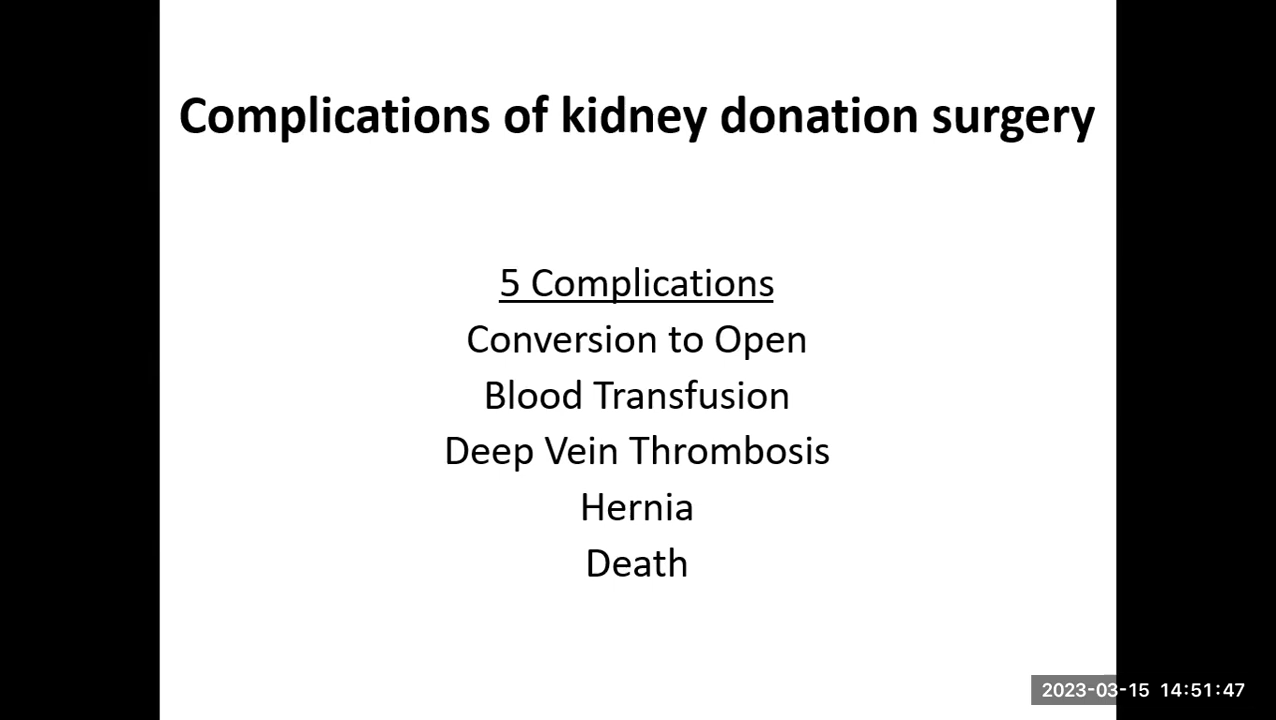 Complications of kidney donation surgery
5 Complications
Conversion to Open
Blood Transfusion
Deep Vein Thrombosis
Hernia
Death
2023-03-15 14:51:47